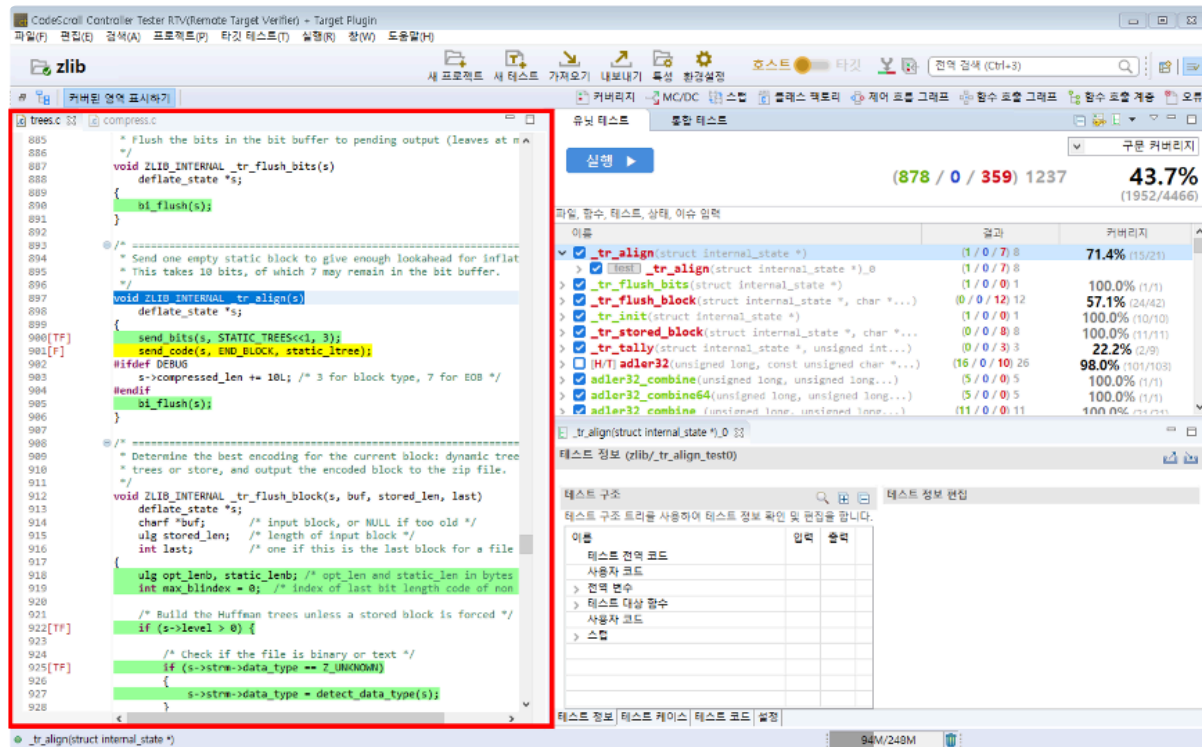 CodeScroll Controller Tester RTV(Remote Target Verifier) + Target Plugin
파일(F) 편집(E) 검색(A) 프로젝트(P) 타깃 테스트(T) 실행(R) 창(W) 도움말(H)
zlib
새 프로젝트 새 테스트 가져오기 내보내기 특성 환경설정
호스트 타깃
전역 검색 (Ctrl+3)
커버된 영역 표시하기
커버리지 MC/DC 스텁 클래스 팩토리 제어 흐름 그래프 함수 호출 그래프 함수 호출 계층 오류
trees.c compress.c
885 * Flush the bits in the bit buffer to pending output (leaves at m
886 */
887 void ZLIB_INTERNAL _tr_flush_bits(s)
888 deflate_state *s;
889 {
890 bi_flush(s);
891 }
892
893 /* ===========================================================
894 * Send one empty static block to give enough lookahead for inflat
895 * This takes 10 bits, of which 7 may remain in the bit buffer.
896 */
897 void ZLIB_INTERNAL _tr_align(s)
898 deflate_state *s;
899 {
900[TF] send_bits(s, STATIC_TREES<<1, 3);
901[F] send_code(s, END_BLOCK, static_ltree);
902 #ifdef DEBUG
903 s->compressed_len += 10L; /* 3 for block type, 7 for EOB */
904 #endif
905 bi_flush(s);
906 }
907
908 /* ===========================================================
909 * Determine the best encoding for the current block: dynamic tree
910 * trees or store, and output the encoded block to the zip file.
911 */
912 void ZLIB_INTERNAL _tr_flush_block(s, buf, stored_len, last)
913 deflate_state *s;
914 charf *buf; /* input block, or NULL if too old */
915 ulg stored_len; /* length of input block */
916 int last; /* one if this is the last block for a file
917 {
918 ulg opt_lenb, static_lenb; /* opt_len and static_len in bytes
919 int max_blindex = 0; /* index of last bit length code of non
920
921 /* Build the Huffman trees unless a stored block is forced */
922[TF] if (s->level > 0) {
923
924 /* Check if the file is binary or text */
925[TF] if (s->strm->data_type == Z_UNKNOWN)
926 {
927 s->strm->data_type = detect_data_type(s);
928 }
유닛 테스트 통합 테스트
실행
구문 커버리지
(878 / 0 / 359) 1237 43.7%
(1952/4466)
파일, 함수, 테스트, 상태, 이슈 입력
이름 결과 커버리지
_tr_align(struct internal_state *) (1 / 0 / 7) 8 71.4% (15/21)
test _tr_align(struct internal_state *)_0 (1 / 0 / 7) 8
_tr_flush_bits(struct internal_state *) (1 / 0 / 0) 1 100.0% (1/1)
_tr_flush_block(struct internal_state *, char *...) (0 / 0 / 12) 12 57.1% (24/42)
_tr_init(struct internal_state *) (1 / 0 / 0) 1 100.0% (10/10)
_tr_stored_block(struct internal_state *, char *... (0 / 0 / 8) 8 100.0% (11/11)
_tr_tally(struct internal_state *, unsigned int...) (0 / 0 / 3) 3 22.2% (2/9)
[H/T] adler32(unsigned long, const unsigned char *...) (16 / 0 / 10) 26 98.0% (101/103)
adler32_combine(unsigned long, unsigned long...) (5 / 0 / 0) 5 100.0% (1/1)
adler32_combine64(unsigned long, unsigned long...) (5 / 0 / 0) 5 100.0% (1/1)
adler32_combine_(unsigned long, unsigned long...) (11 / 0 / 0) 11 100.0% (21/21)
_tr_align(struct internal_state *)_0
테스트 정보 (zlib/_tr_align_test0)
테스트 구조 테스트 정보 편집
테스트 구조 트리를 사용하여 테스트 정보 확인 및 편집을 합니다.
이름 입력 출력
테스트 전역 코드
사용자 코드
전역 변수
테스트 대상 함수
사용자 코드
스텁
테스트 정보 테스트 케이스 테스트 코드 설정
_tr_align(struct internal_state *)
94M/248M